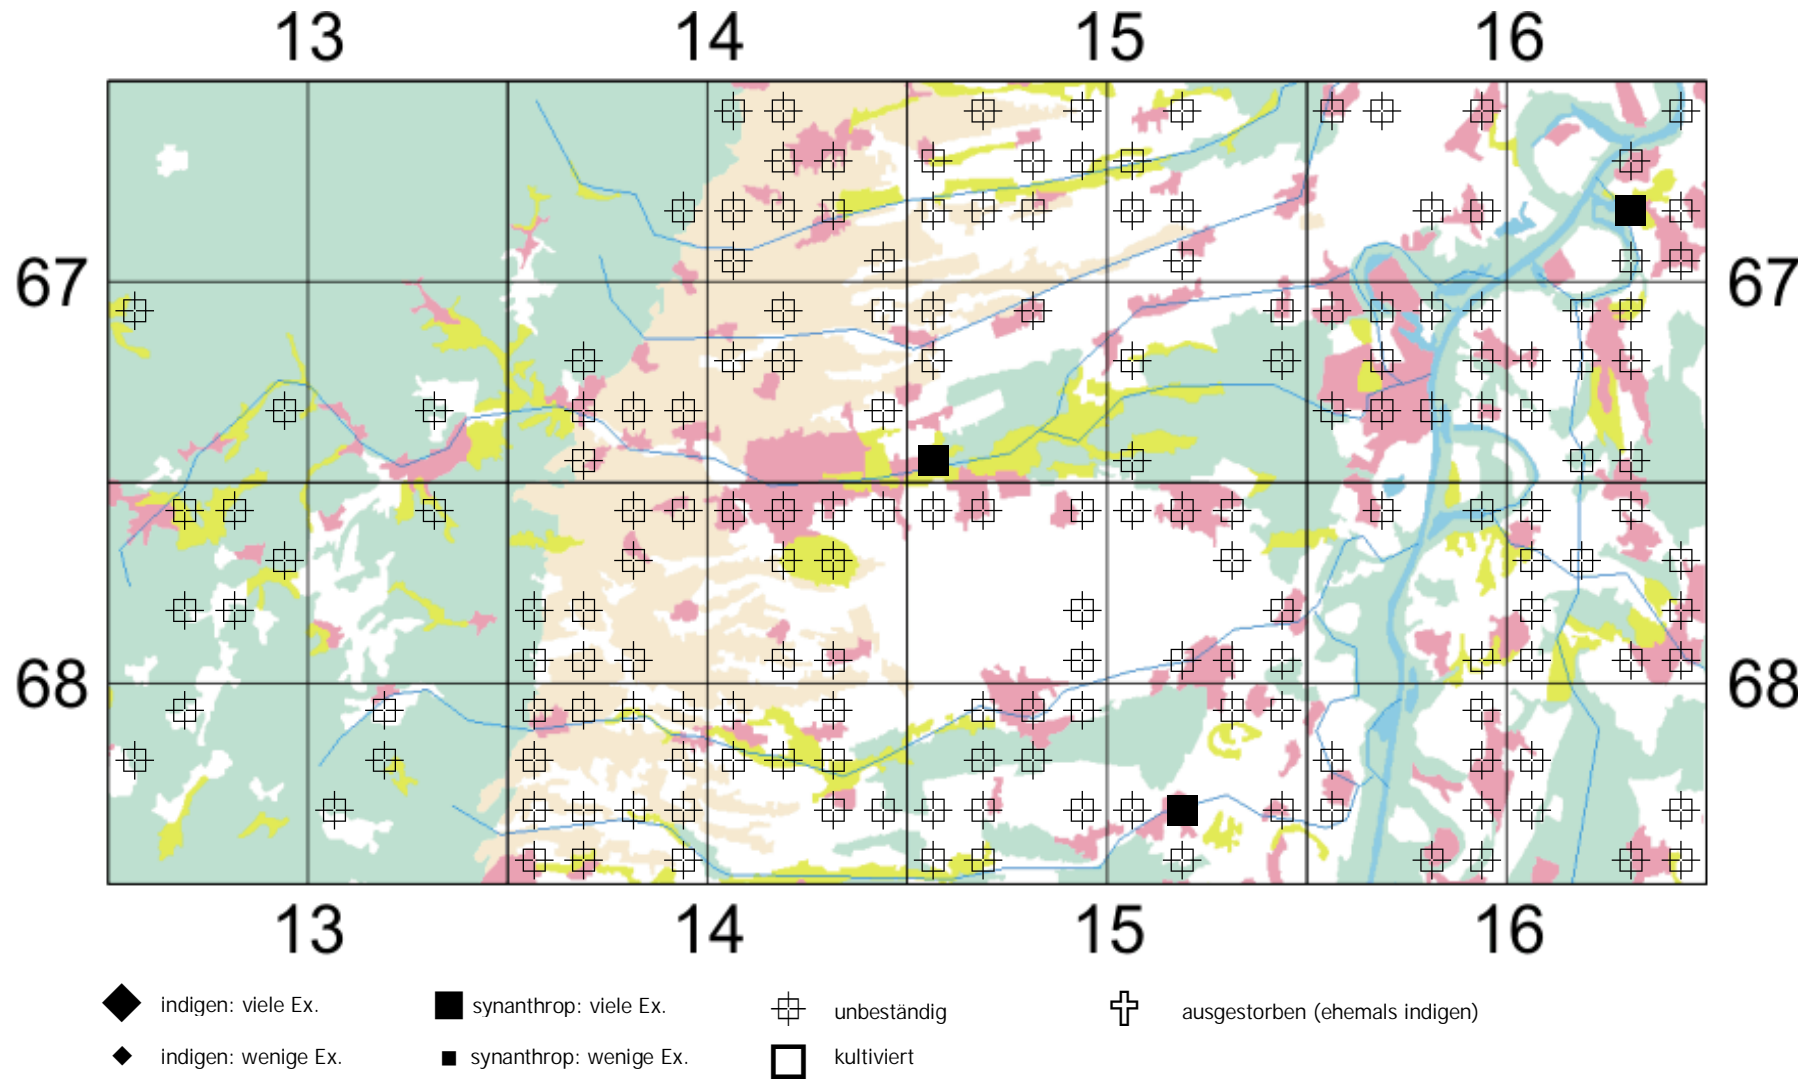 13 14 15 16
67 67
68 68
13 14 15 16
indigen: viele Ex. synanthrop: viele Ex. unbeständig ausgestorben (ehemals indigen)
indigen: wenige Ex. synanthrop: wenige Ex. kultiviert